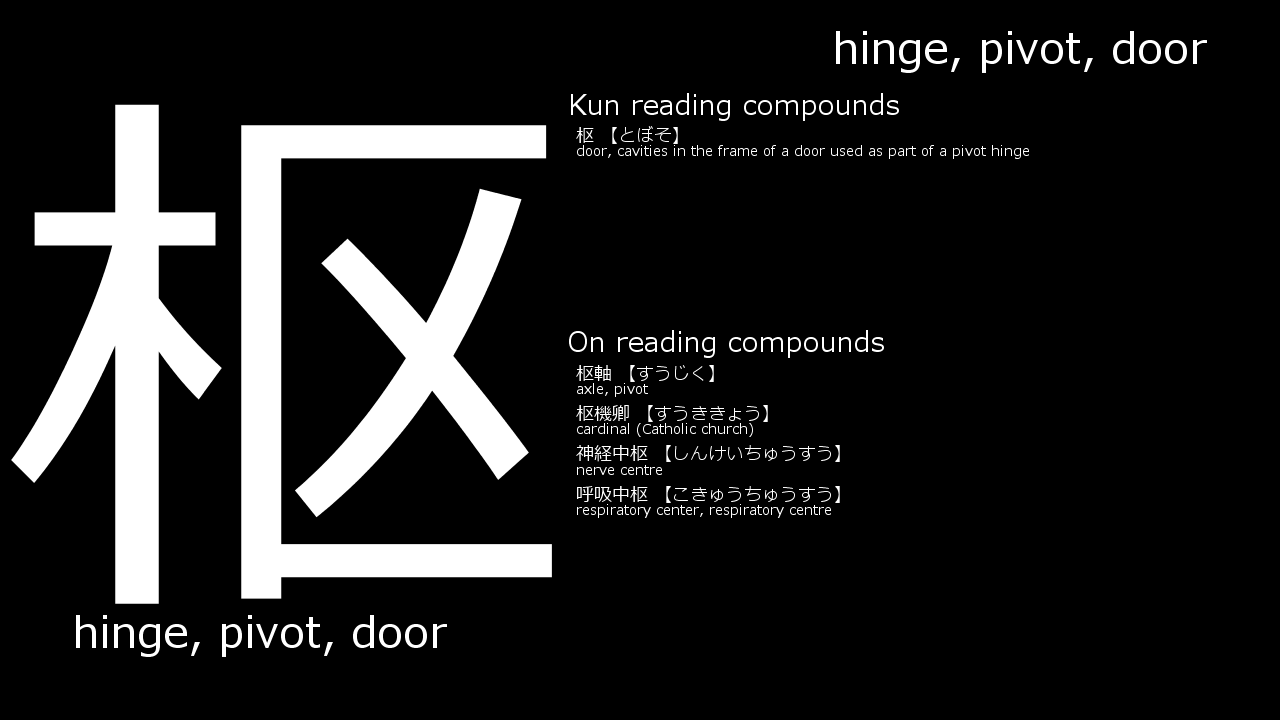 hinge, pivot, door
枢
Kun reading compounds
枢 【とぼそ】
door, cavities in the frame of a door used as part of a pivot hinge
On reading compounds
枢軸 【すうじく】
axle, pivot
枢機卿 【すうききょう】
cardinal (Catholic church)
神経中枢 【しんけいちゅうすう】
nerve centre
呼吸中枢 【こきゅうちゅうすう】
respiratory center, respiratory centre
hinge, pivot, door